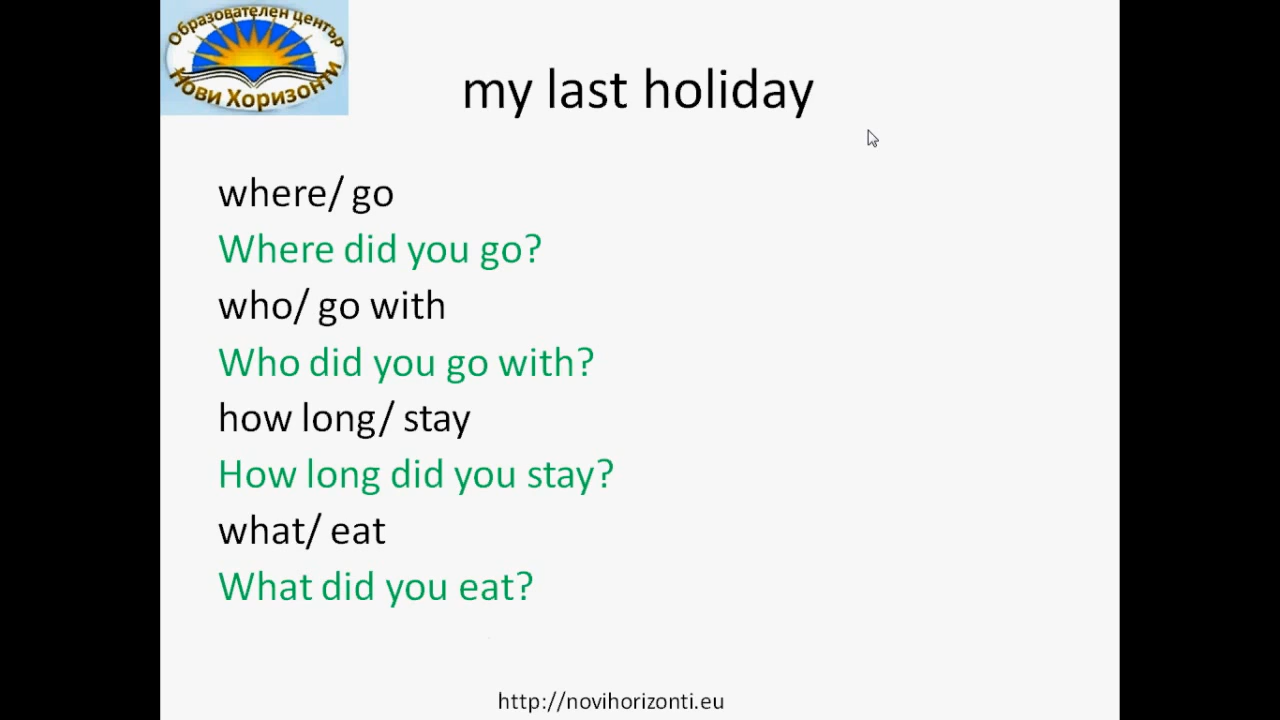 Образователен център
Нови Хоризонти
my last holiday
where/ go
Where did you go?
who/ go with
Who did you go with?
how long/ stay
How long did you stay?
what/ eat
What did you eat?
http://novihorizonti.eu